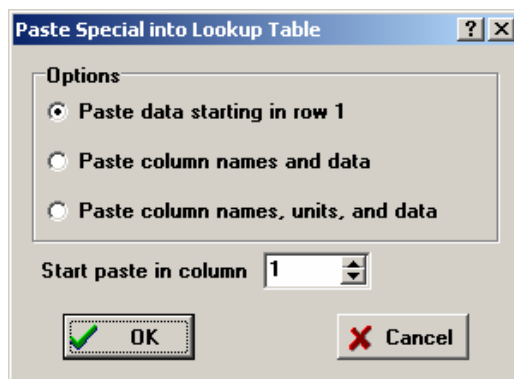 Paste Special into Lookup Table
Options
Paste data starting in row 1
Paste column names and data
Paste column names, units, and data
Start paste in column 1
OK Cancel